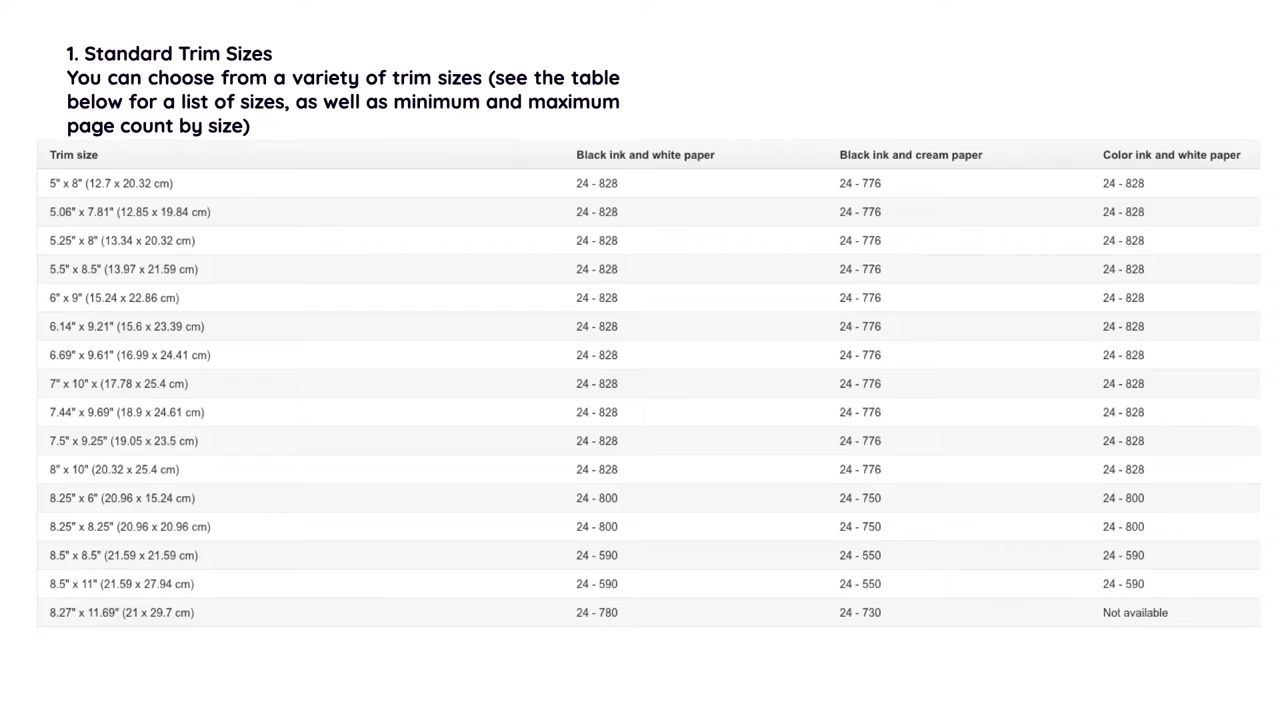 1. Standard Trim Sizes
You can choose from a variety of trim sizes (see the table
below for a list of sizes, as well as minimum and maximum
page count by size)
Trim size Black ink and white paper Black ink and cream paper Color ink and white paper
5" x 8" (12.7 x 20.32 cm) 24 - 828 24 - 776 24 - 828
5.06" x 7.81" (12.85 x 19.84 cm) 24 - 828 24 - 776 24 - 828
5.25" x 8" (13.34 x 20.32 cm) 24 - 828 24 - 776 24 - 828
5.5" x 8.5" (13.97 x 21.59 cm) 24 - 828 24 - 776 24 - 828
6" x 9" (15.24 x 22.86 cm) 24 - 828 24 - 776 24 - 828
6.14" x 9.21" (15.6 x 23.39 cm) 24 - 828 24 - 776 24 - 828
6.69" x 9.61" (16.99 x 24.41 cm) 24 - 828 24 - 776 24 - 828
7" x 10" x (17.78 x 25.4 cm) 24 - 828 24 - 776 24 - 828
7.44" x 9.69" (18.9 x 24.61 cm) 24 - 828 24 - 776 24 - 828
7.5" x 9.25" (19.05 x 23.5 cm) 24 - 828 24 - 776 24 - 828
8" x 10" (20.32 x 25.4 cm) 24 - 828 24 - 776 24 - 828
8.25" x 6" (20.96 x 15.24 cm) 24 - 800 24 - 750 24 - 800
8.25" x 8.25" (20.96 x 20.96 cm) 24 - 800 24 - 750 24 - 800
8.5" x 8.5" (21.59 x 21.59 cm) 24 - 590 24 - 550 24 - 590
8.5" x 11" (21.59 x 27.94 cm) 24 - 590 24 - 550 24 - 590
8.27" x 11.69" (21 x 29.7 cm) 24 - 780 24 - 730 Not available